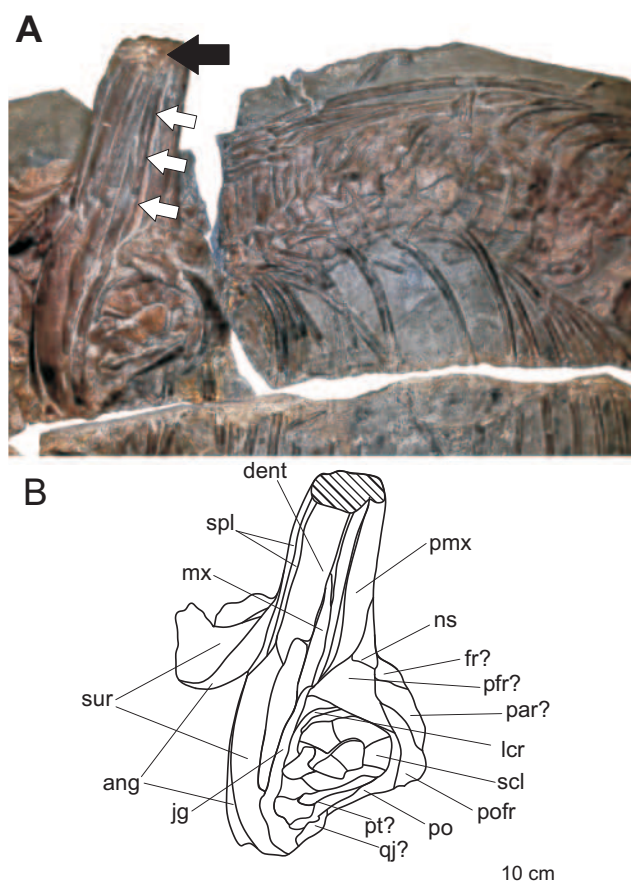 A
B
dent
spl
pmx
mx
ns
fr?
pfr?
sur
par?
lcr
ang
scl
jg
pofr
pt?
po
qj?
10 cm